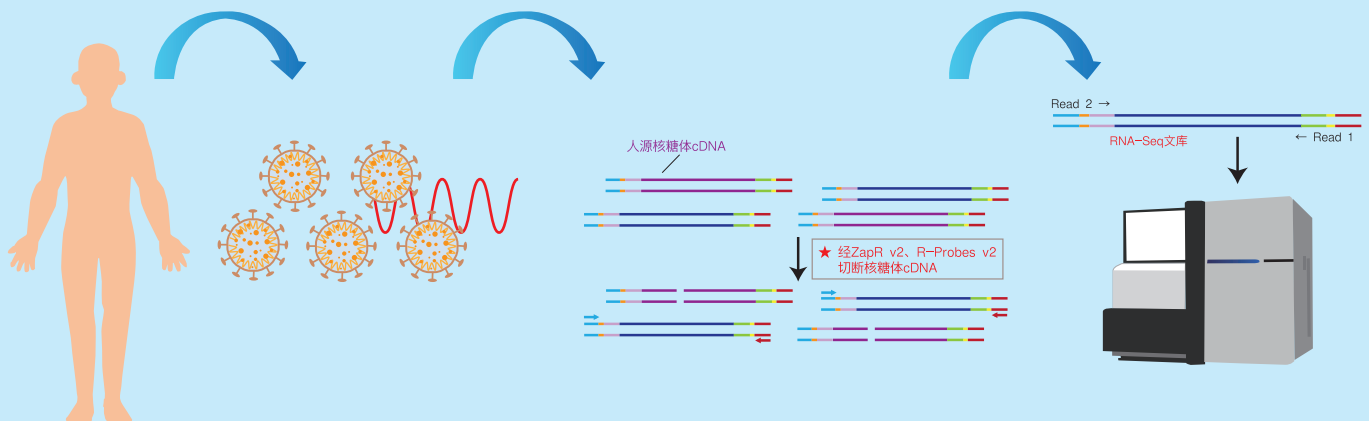 人源核糖体cDNA
★ 经ZapR v2、R-Probes v2
切断核糖体cDNA
Read 2 →
← Read 1
RNA-Seq文库